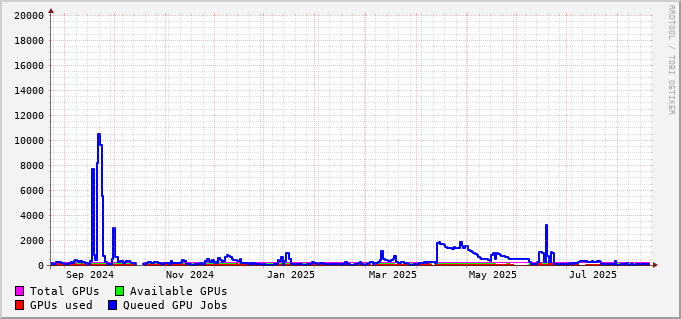 20000
18000
16000
14000
12000
10000
8000
6000
4000
2000
0
Sep 2024 Nov 2024 Jan 2025 Mar 2025 May 2025 Jul 2025
Total GPUs Available GPUs
GPUs used Queued GPU Jobs
RRDTOOL / TOBI OETIKER